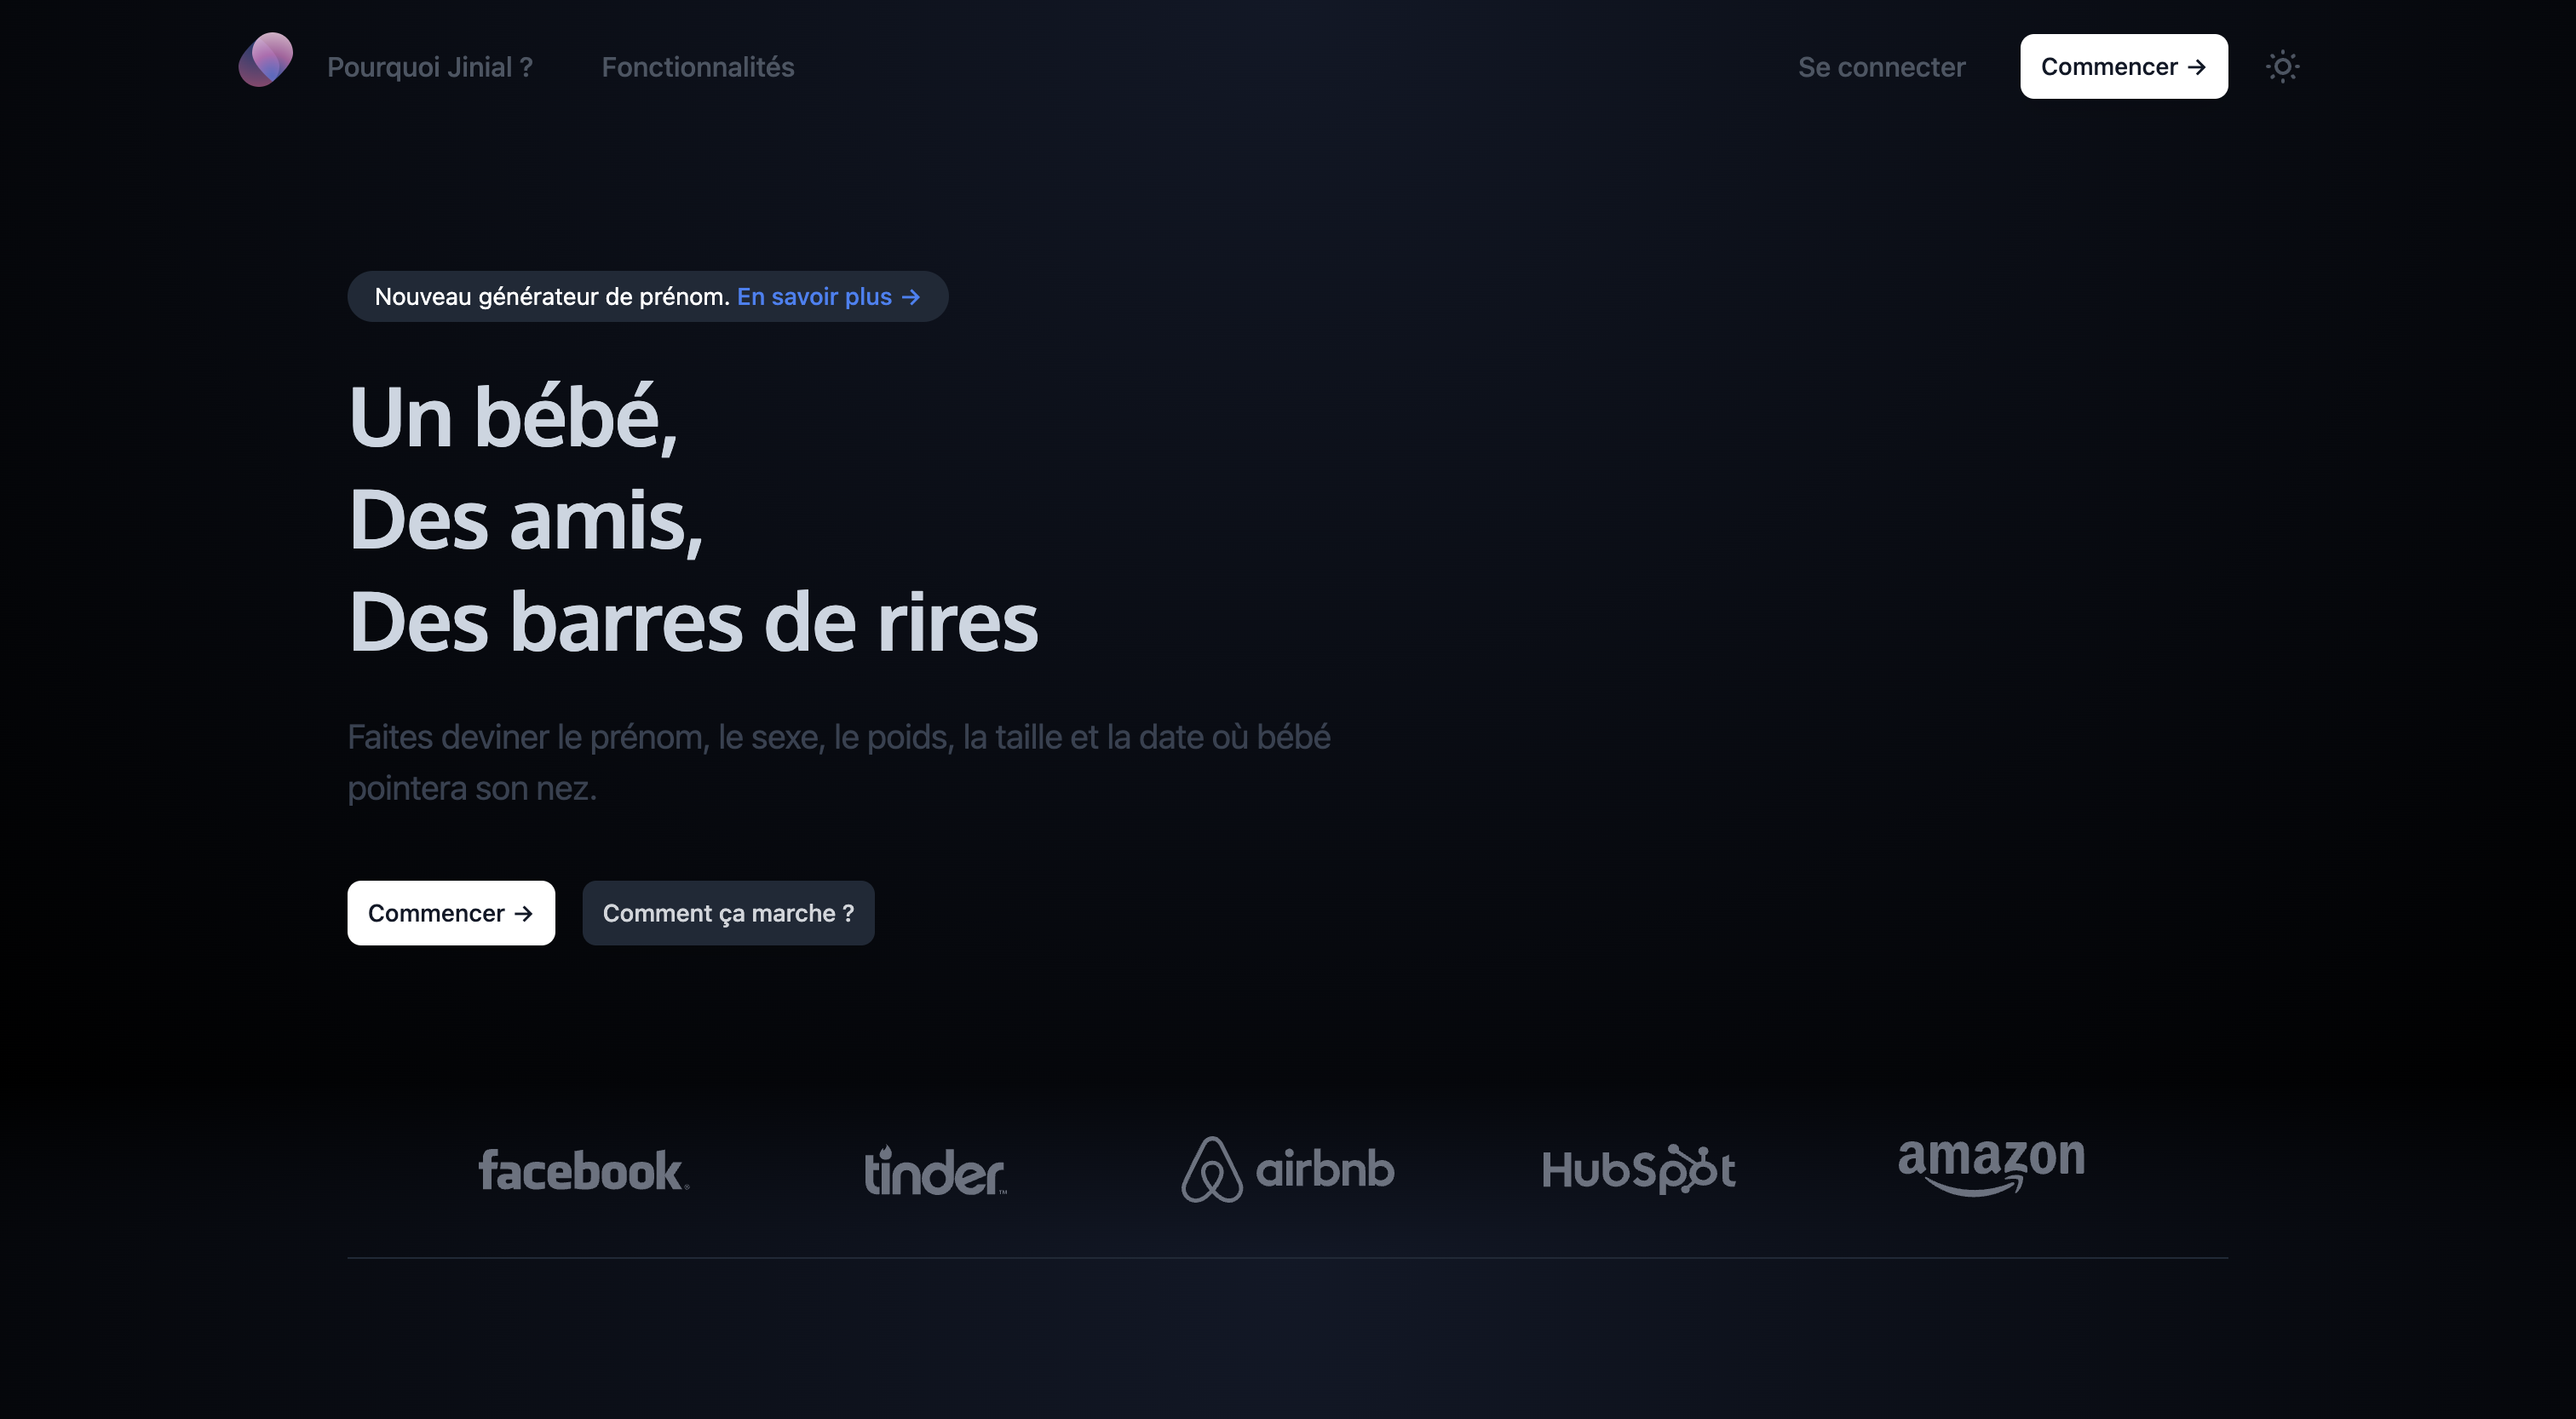 Pourquoi Jinial ?
Fonctionnalités
Se connecter
Commencer →
Nouveau générateur de prénom. En savoir plus →
Un bébé,
Des amis,
Des barres de rires
Faites deviner le prénom, le sexe, le poids, la taille et la date où bébé
pointera son nez.
Commencer →
Comment ça marche ?
facebook®
tinder™
airbnb
HubSpot
amazon